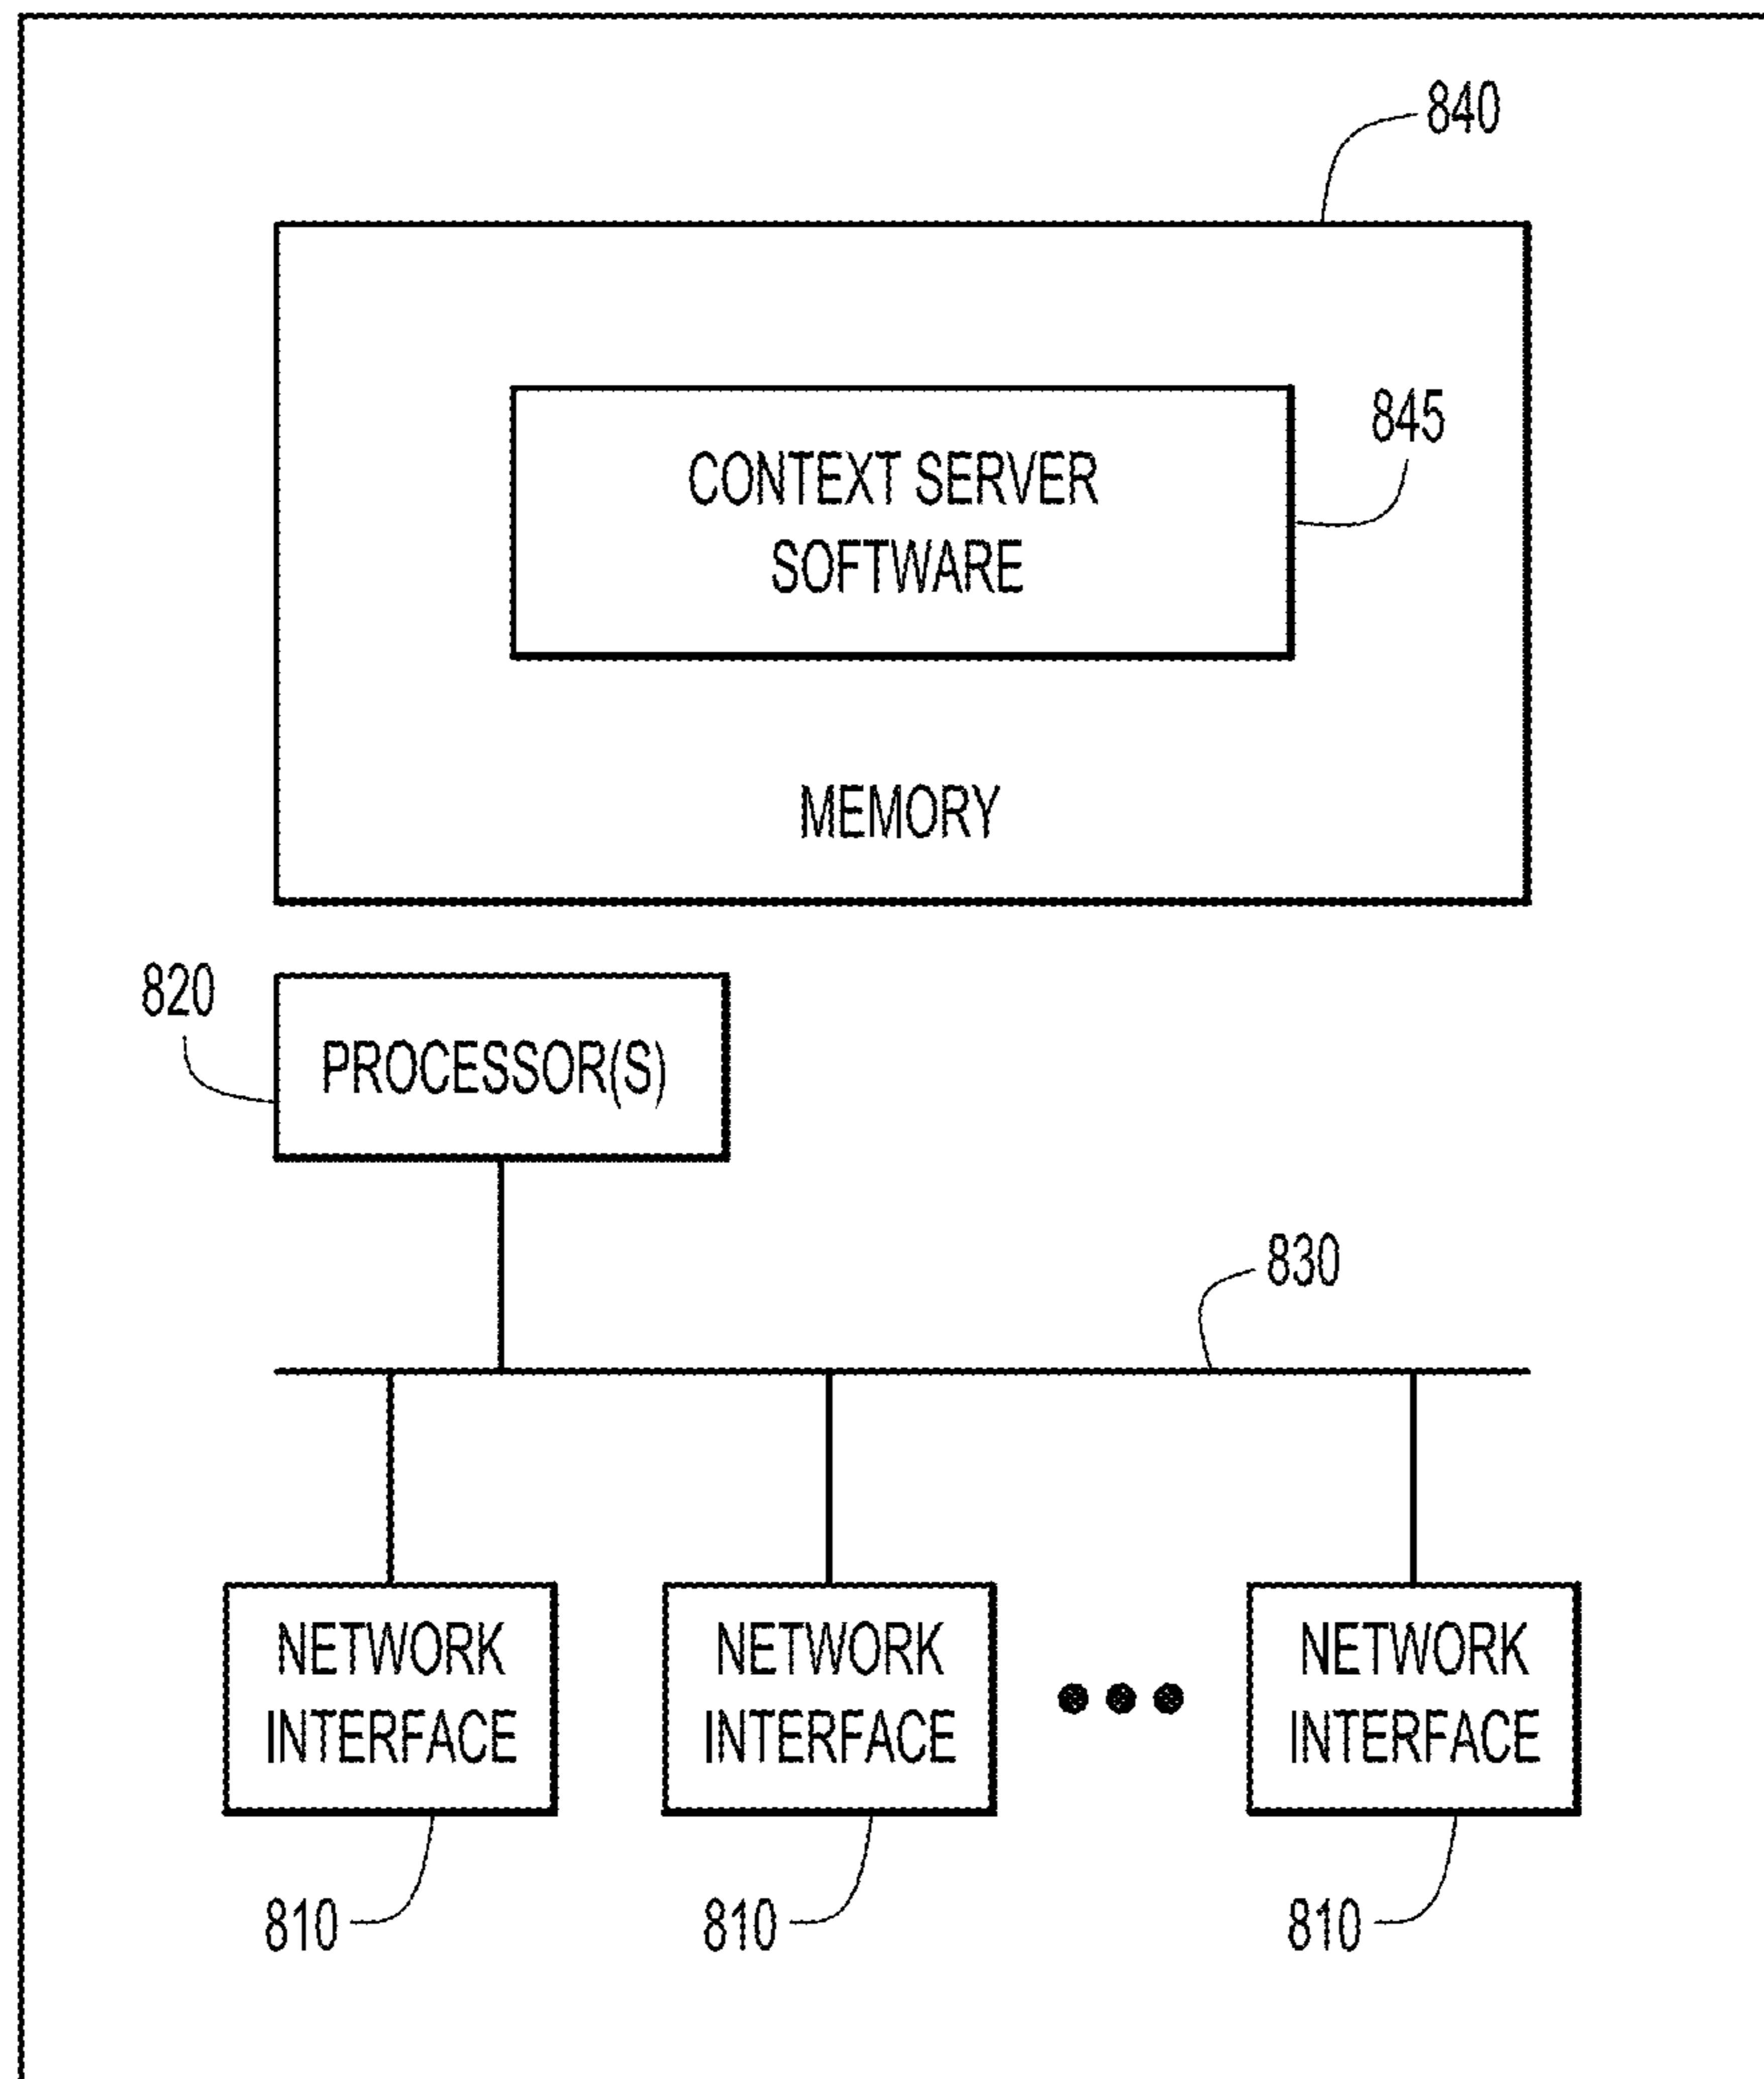 840
845
CONTEXT SERVER
SOFTWARE
MEMORY
820
PROCESSOR(S)
830
NETWORK
INTERFACE
NETWORK
INTERFACE
NETWORK
INTERFACE
810
810
810